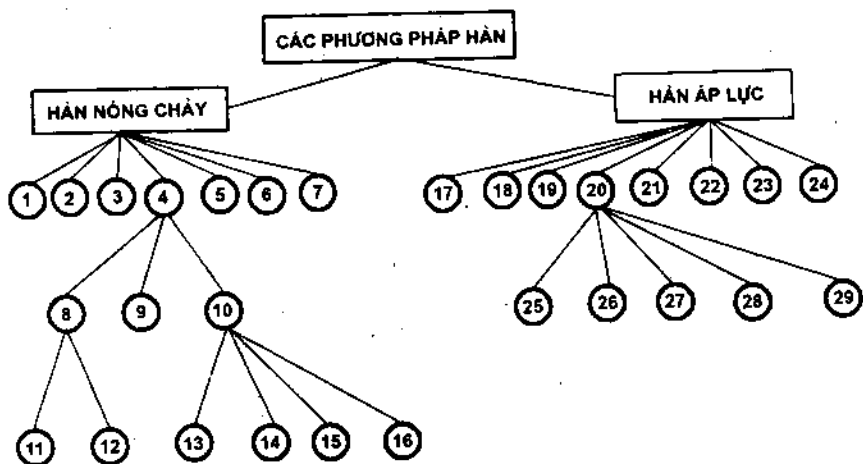 CÁC PHƯƠNG PHÁP HÀN
HÀN NÓNG CHẢY
HÀN ÁP LỰC
1 2 3 4 5 6 7
17 18 19 20 21 22 23 24
8 9 10
25 26 27 28 29
11 12 13 14 15 16